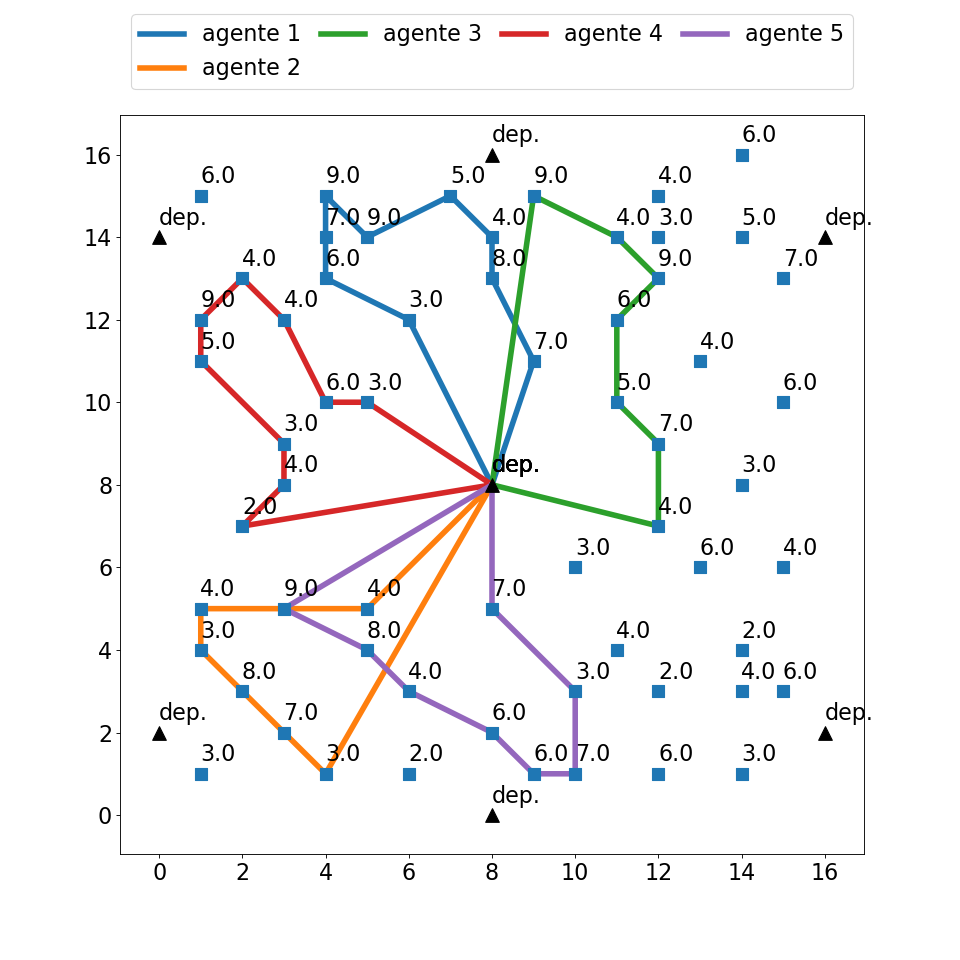 agente 1 agente 3 agente 4 agente 5
agente 2
6.0
dep.
6.0 9.0 5.0 9.0 4.0
dep. 7.0 9.0 4.0 4.0 3.0 5.0 dep.
4.0 6.0 8.0 9.0 7.0
9.0 4.0 3.0 6.0
5.0 7.0 4.0
6.0 3.0 5.0 6.0
3.0 7.0
4.0 dep. 3.0
2.0 4.0
3.0 6.0 4.0
4.0 9.0 4.0 7.0
3.0 8.0 4.0 2.0
8.0 4.0 3.0 2.0 4.0 6.0
dep. 7.0 6.0 dep.
3.0 3.0 2.0 6.0 7.0 6.0 3.0
dep.
16
14
12
10
8
6
4
2
0
0 2 4 6 8 10 12 14 16